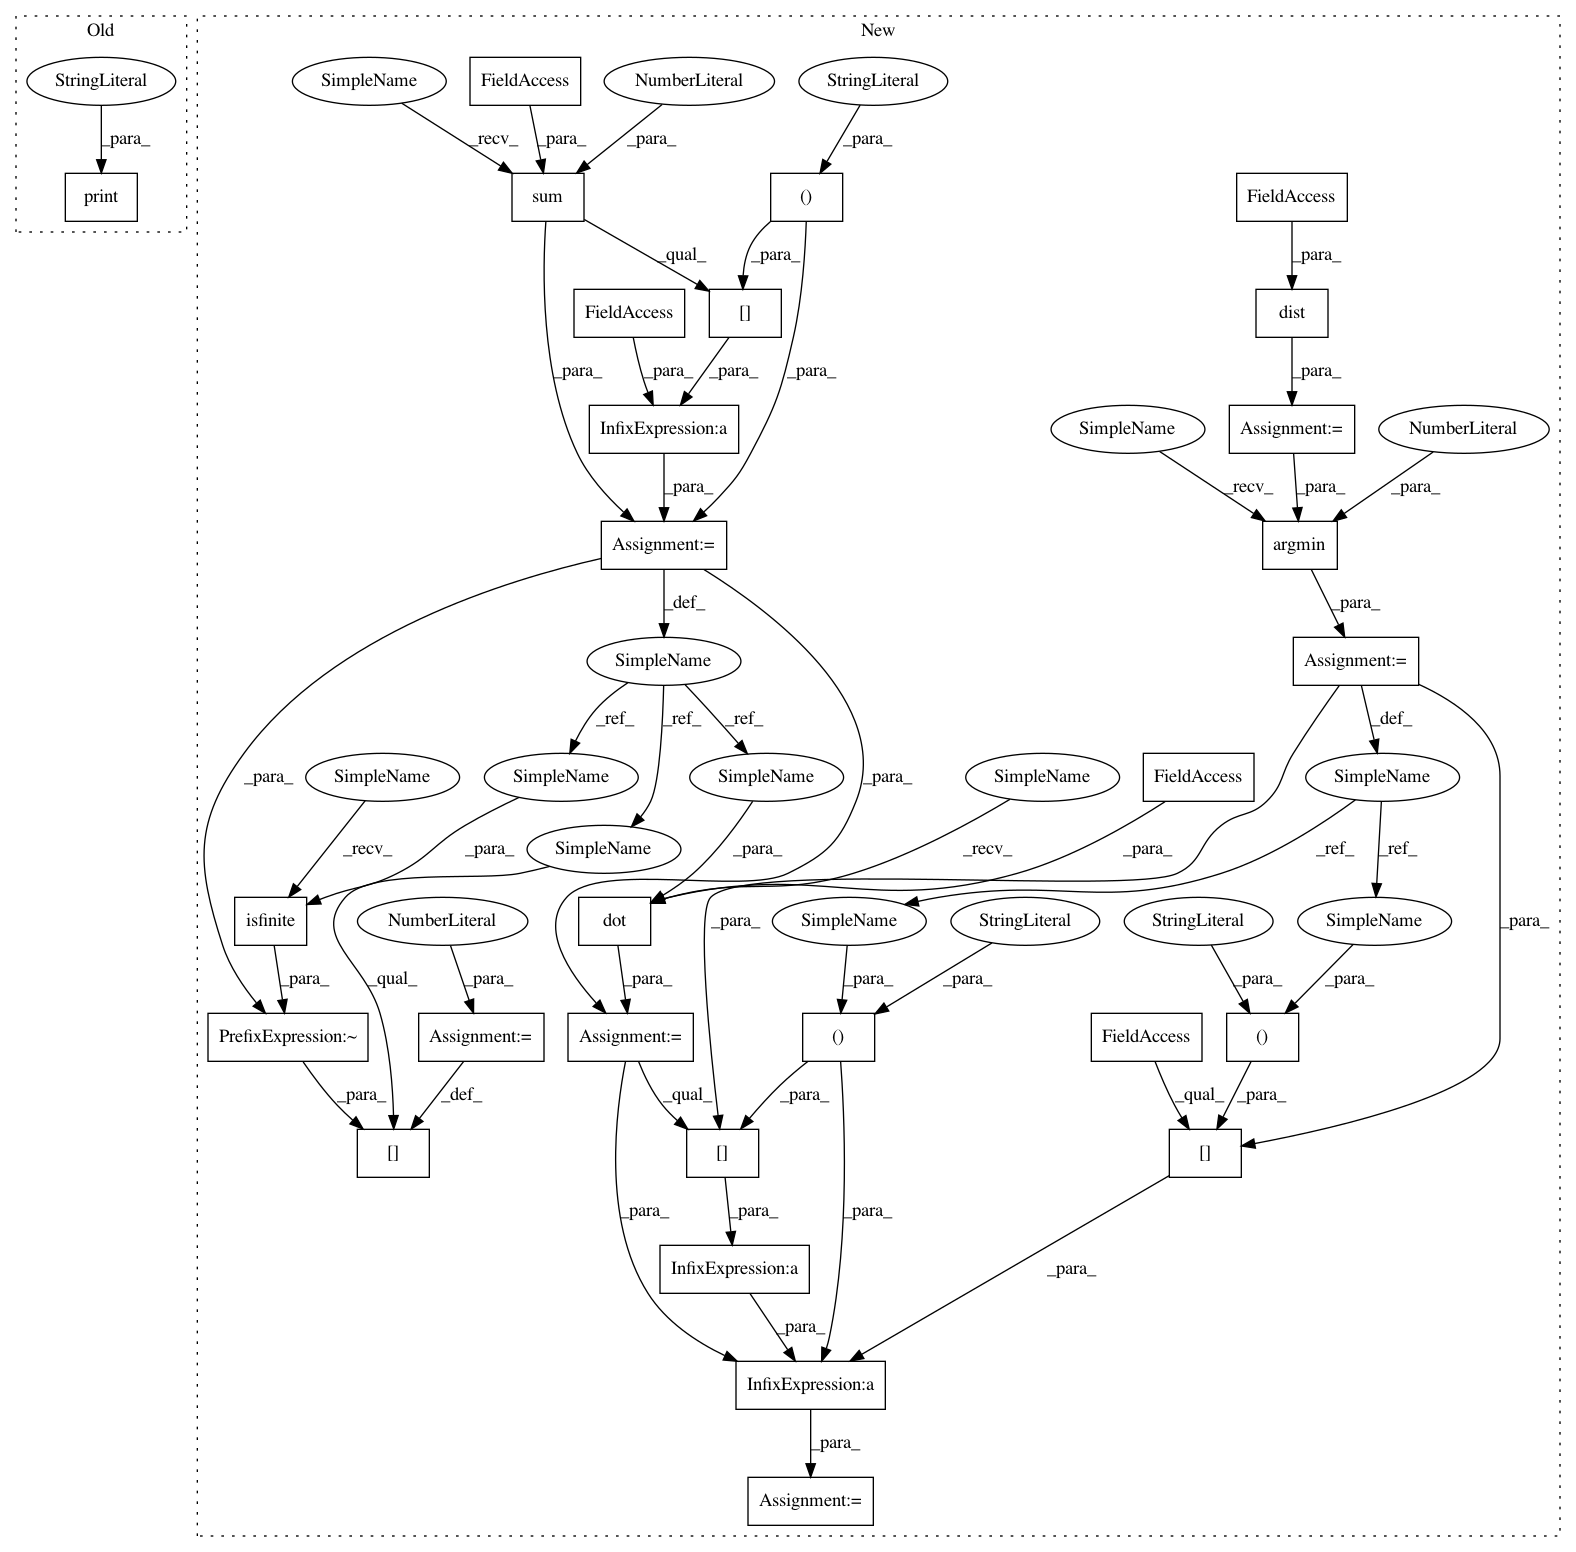 Old
New
StringLiteral
SimpleName
FieldAccess
NumberLiteral
StringLiteral
_para_
_recv_
_para_
_para_
_para_
print
sum
()
FieldAccess
_qual_
_para_
_para_
FieldAccess
[]
dist
_para_
_para_
_para_
_para_
_para_
SimpleName
InfixExpression:a
Assignment:=
NumberLiteral
_para_
_recv_
_para_
_para_
Assignment:=
argmin
_def_
_para_
SimpleName
Assignment:=
_ref_
_ref_
_ref_
_def_
_para_
SimpleName
SimpleName
SimpleName
_para_
SimpleName
FieldAccess
SimpleName
SimpleName
_recv_
_para_
_para_
_recv_
_para_
_ref_
_ref_
isfinite
NumberLiteral
dot
_para_
SimpleName
StringLiteral
StringLiteral
SimpleName
_para_
_para_
_qual_
_para_
_para_
_para_
_para_
_para_
_para_
PrefixExpression:~
Assignment:=
Assignment:=
()
FieldAccess
()
_para_
_def_
_qual_
_para_
_qual_
_para_
[]
[]
[]
_para_
_para_
_para_
InfixExpression:a
_para_
_para_
InfixExpression:a
_para_
Assignment:=